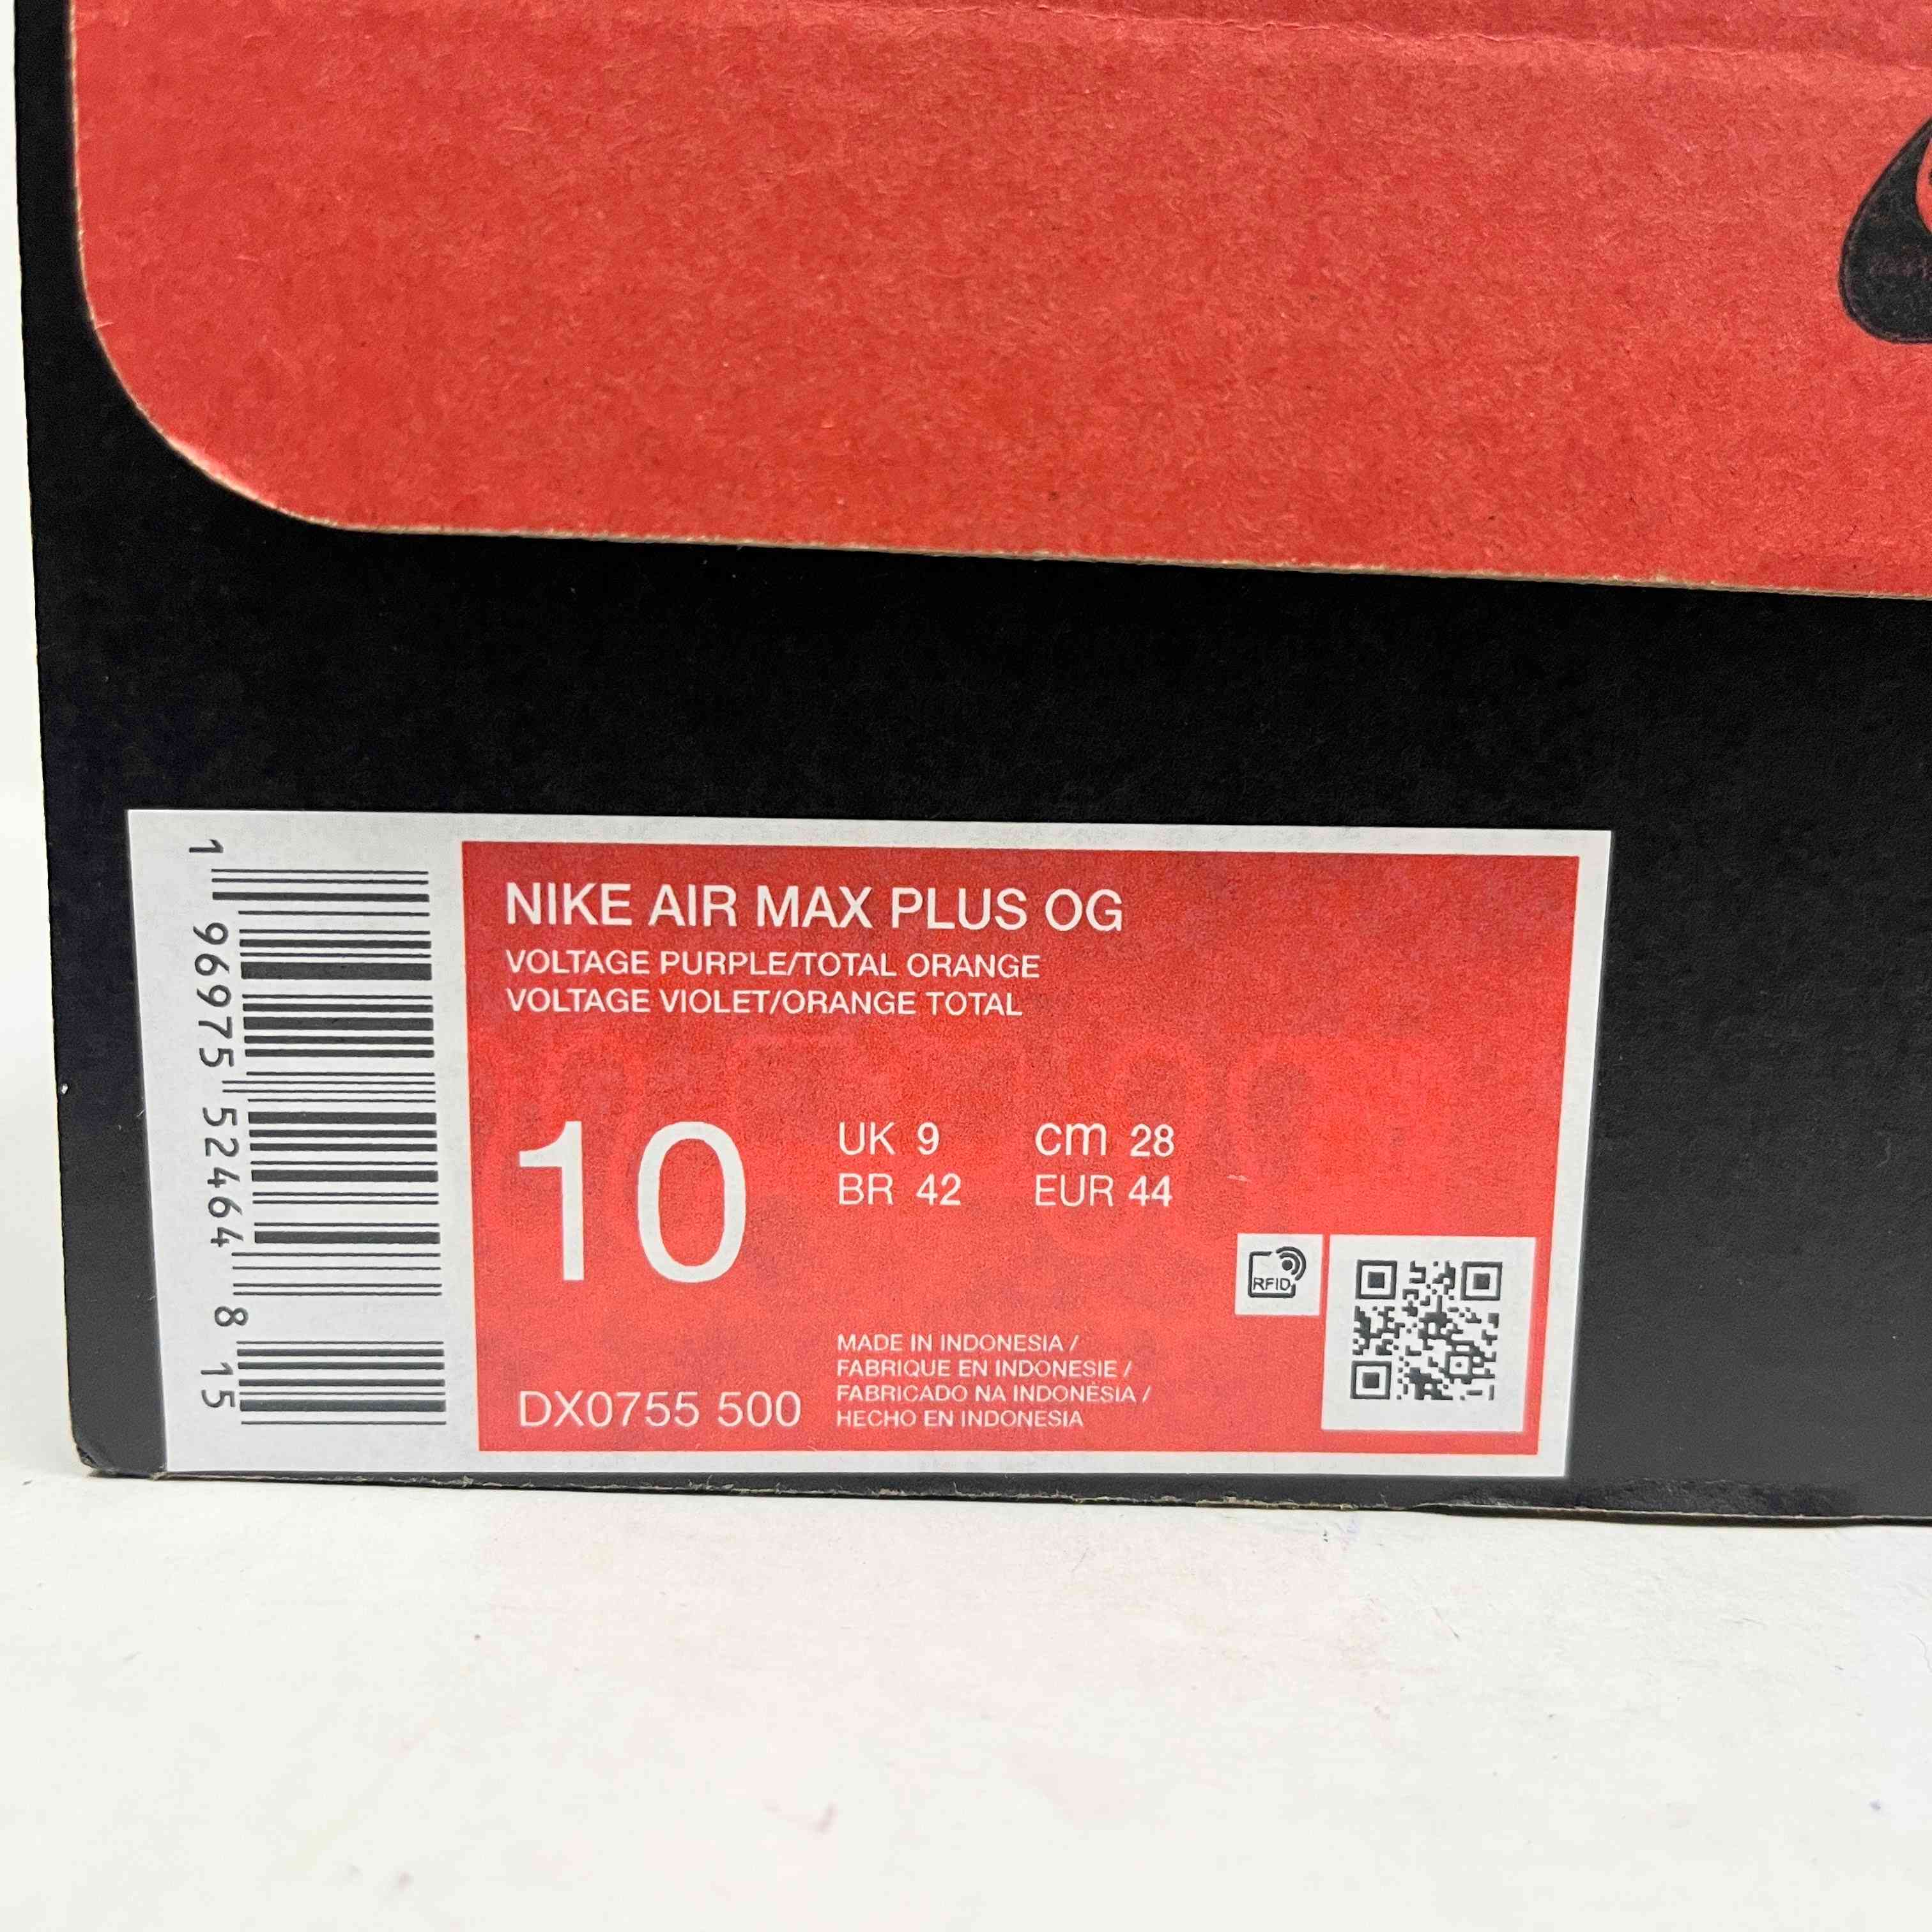 1 96975 52464 8 15
NIKE AIR MAX PLUS OG
VOLTAGE PURPLE/TOTAL ORANGE
VOLTAGE VIOLET/ORANGE TOTAL
10
UK 9 cm 28
BR 42 EUR 44
RFID
DX0755 500
MADE IN INDONESIA /
FABRIQUE EN INDONESIE /
FABRICADO NA INDONÉSIA /
HECHO EN INDONESIA